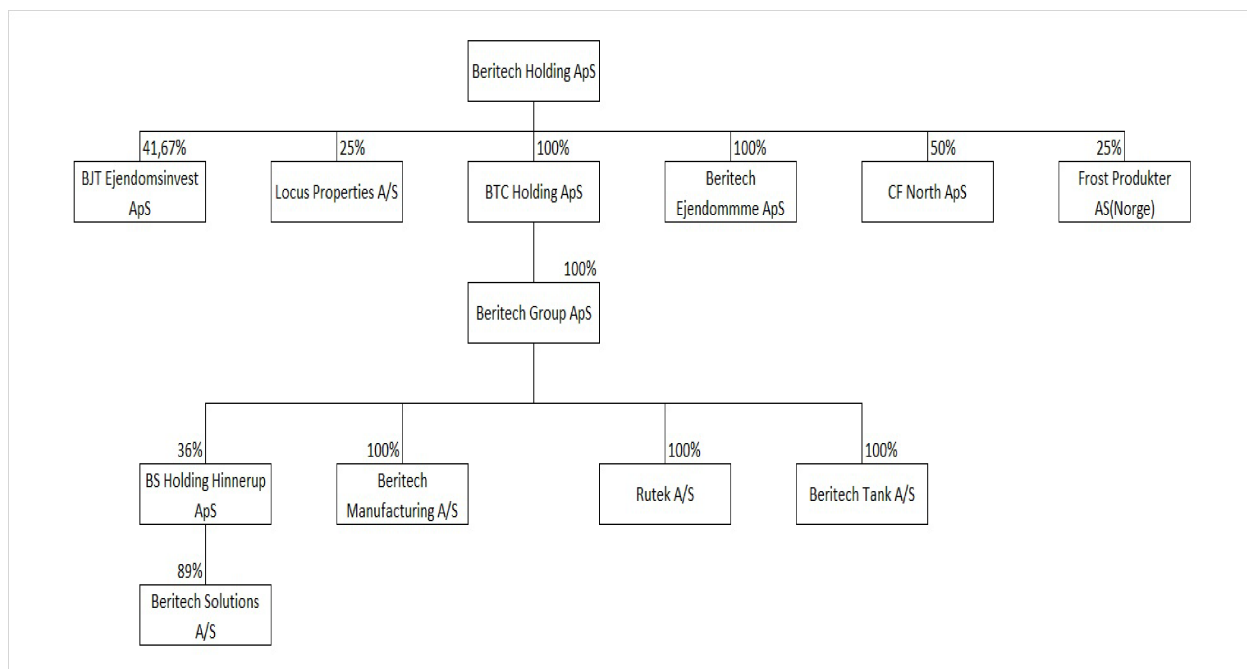 Beritech Holding ApS
41,67%
25%
100%
100%
50%
25%
BJT Ejendomsinvest
ApS
Locus Properties A/S
BTC Holding ApS
Beritech
Ejendommme ApS
CF North ApS
Frost Produkter
AS(Norge)
100%
Beritech Group ApS
36%
100%
100%
100%
BS Holding Hinnerup
ApS
Beritech
Manufacturing A/S
Rutek A/S
Beritech Tank A/S
89%
Beritech Solutions
A/S